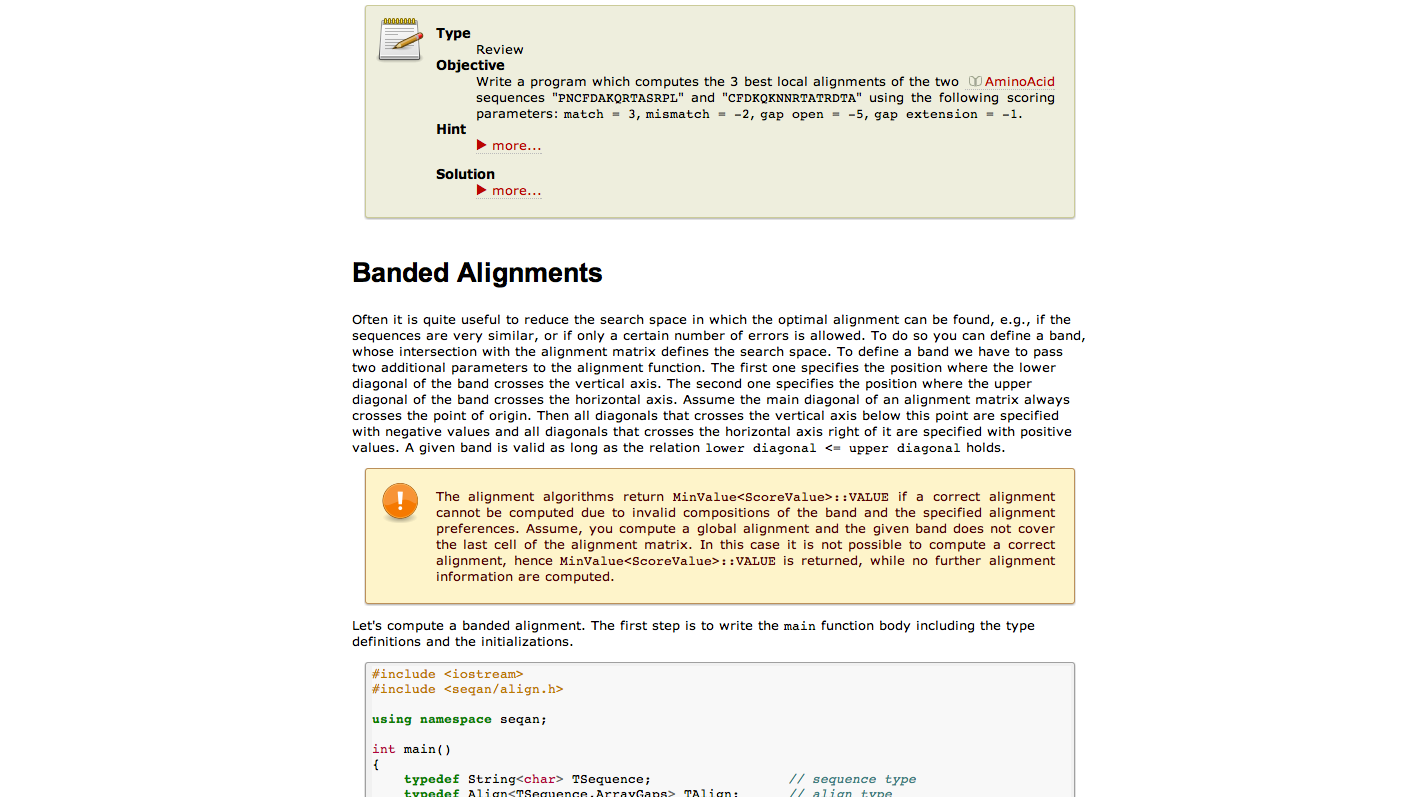 Type
Review
Objective
Write a program which computes the 3 best local alignments of the two AminoAcid
sequences "PNCFDAKQRTASRPL" and "CFDKQKNNRTATRDTA" using the following scoring
parameters: match = 3, mismatch = -2, gap open = -5, gap extension = -1.
Hint
▶ more...
Solution
▶ more...
Banded Alignments
Often it is quite useful to reduce the search space in which the optimal alignment can be found, e.g., if the
sequences are very similar, or if only a certain number of errors is allowed. To do so you can define a band,
whose intersection with the alignment matrix defines the search space. To define a band we have to pass
two additional parameters to the alignment function. The first one specifies the position where the lower
diagonal of the band crosses the vertical axis. The second one specifies the position where the upper
diagonal of the band crosses the horizontal axis. Assume the main diagonal of an alignment matrix always
crosses the point of origin. Then all diagonals that crosses the vertical axis below this point are specified
with negative values and all diagonals that crosses the horizontal axis right of it are specified with positive
values. A given band is valid as long as the relation lower diagonal <= upper diagonal holds.
The alignment algorithms return MinValue<ScoreValue>::VALUE if a correct alignment
cannot be computed due to invalid compositions of the band and the specified alignment
preferences. Assume, you compute a global alignment and the given band does not cover
the last cell of the alignment matrix. In this case it is not possible to compute a correct
alignment, hence MinValue<ScoreValue>::VALUE is returned, while no further alignment
information are computed.
Let's compute a banded alignment. The first step is to write the main function body including the type
definitions and the initializations.
#include <iostream>
#include <seqan/align.h>
using namespace seqan;
int main()
{
typedef String<char> TSequence; // sequence type
typedef Align<TSequence,ArrayGaps> TAlign; // align type